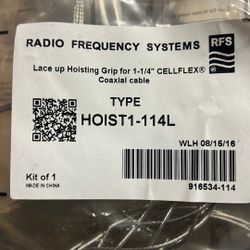 RADIO FREQUENCY SYSTEMS
RFS
Lace up Hoisting Grip for 1-1/4" CELLFLEX®
Coaxial cable
TYPE
HOIST1-114L
WLH 08/15/16
Kit of 1
MADE IN CHINA
916534-114